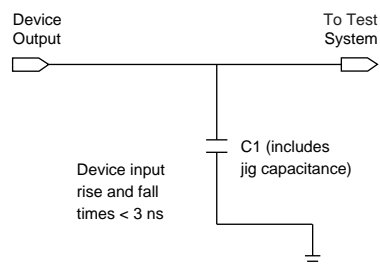 Device
Output
To Test
System
C1 (includes
jig capacitance)
Device input
rise and fall
times < 3 ns